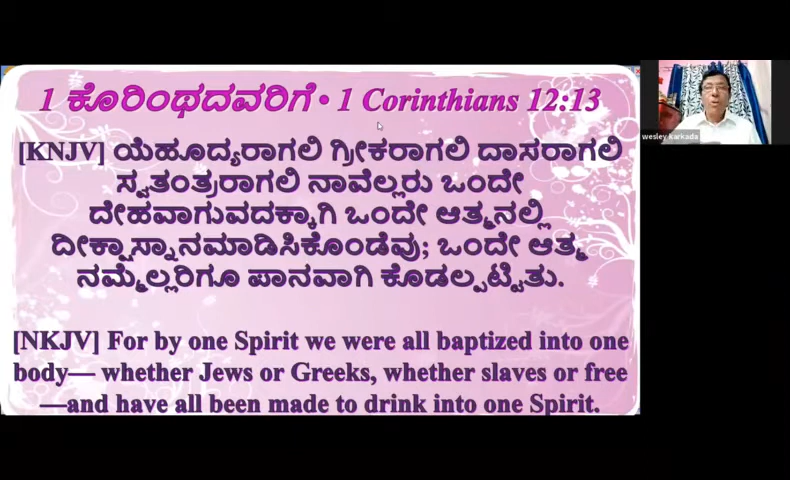 1 ಕೊರಿಂಥದವರಿಗೆ • 1 Corinthians 12:13
[KNJV] ಯೆಹೂದ್ಯರಾಗಲಿ ಗ್ರೀಕರಾಗಲಿ ದಾಸರಾಗಲಿ
ಸ್ವತಂತ್ರರಾಗಲಿ ನಾವೆಲ್ಲರು ಒಂದೇ
ದೇಹವಾಗುವದಕ್ಕಾಗಿ ಒಂದೇ ಆತ್ಮನಲ್ಲಿ
ದೀಕ್ಷಾಸ್ನಾನಮಾಡಿಸಿಕೊಂಡೆವು; ಒಂದೇ ಆತ್ಮ
ನಮ್ಮೆಲ್ಲರಿಗೂ ಪಾನವಾಗಿ ಕೊಡಲ್ಪಟ್ಟಿತು.
[NKJV] For by one Spirit we were all baptized into one
body— whether Jews or Greeks, whether slaves or free
—and have all been made to drink into one Spirit.
wesley karkada